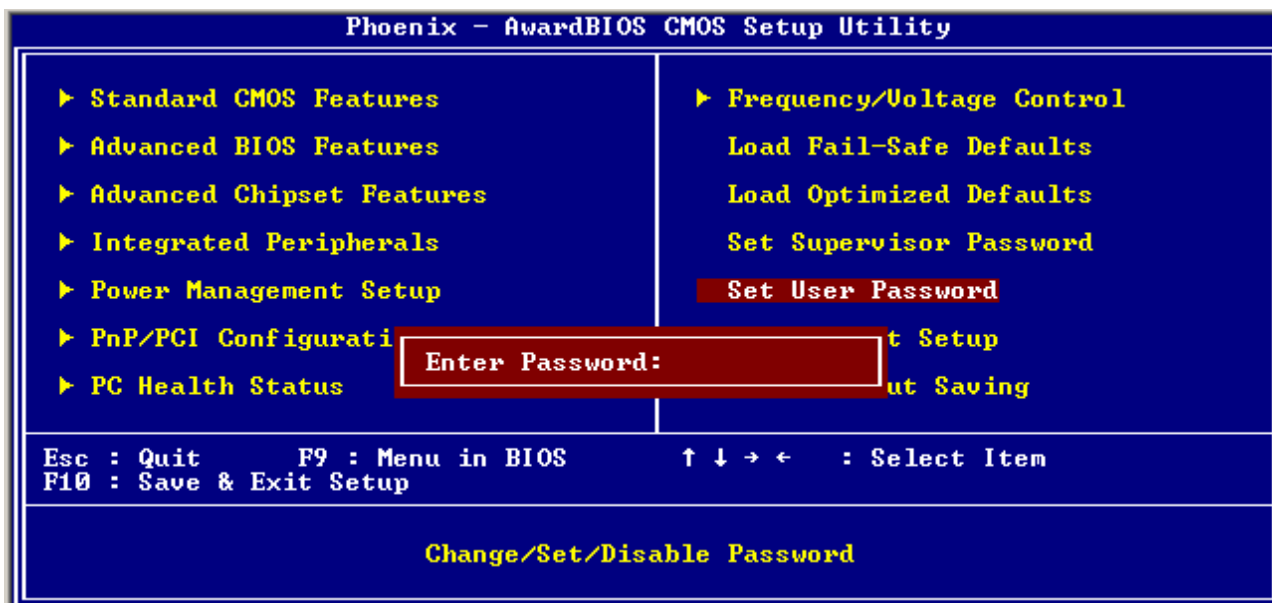 Phoenix - AwardBIOS CMOS Setup Utility
▶ Standard CMOS Features
▶ Advanced BIOS Features
▶ Advanced Chipset Features
▶ Integrated Peripherals
▶ Power Management Setup
▶ PnP/PCI Configurati
▶ PC Health Status
▶ Frequency/Voltage Control
Load Fail-Safe Defaults
Load Optimized Defaults
Set Supervisor Password
Set User Password
t Setup
ut Saving
Enter Password:
Esc : Quit F9 : Menu in BIOS ↑ ↓ → ← : Select Item
F10 : Save & Exit Setup
Change/Set/Disable Password